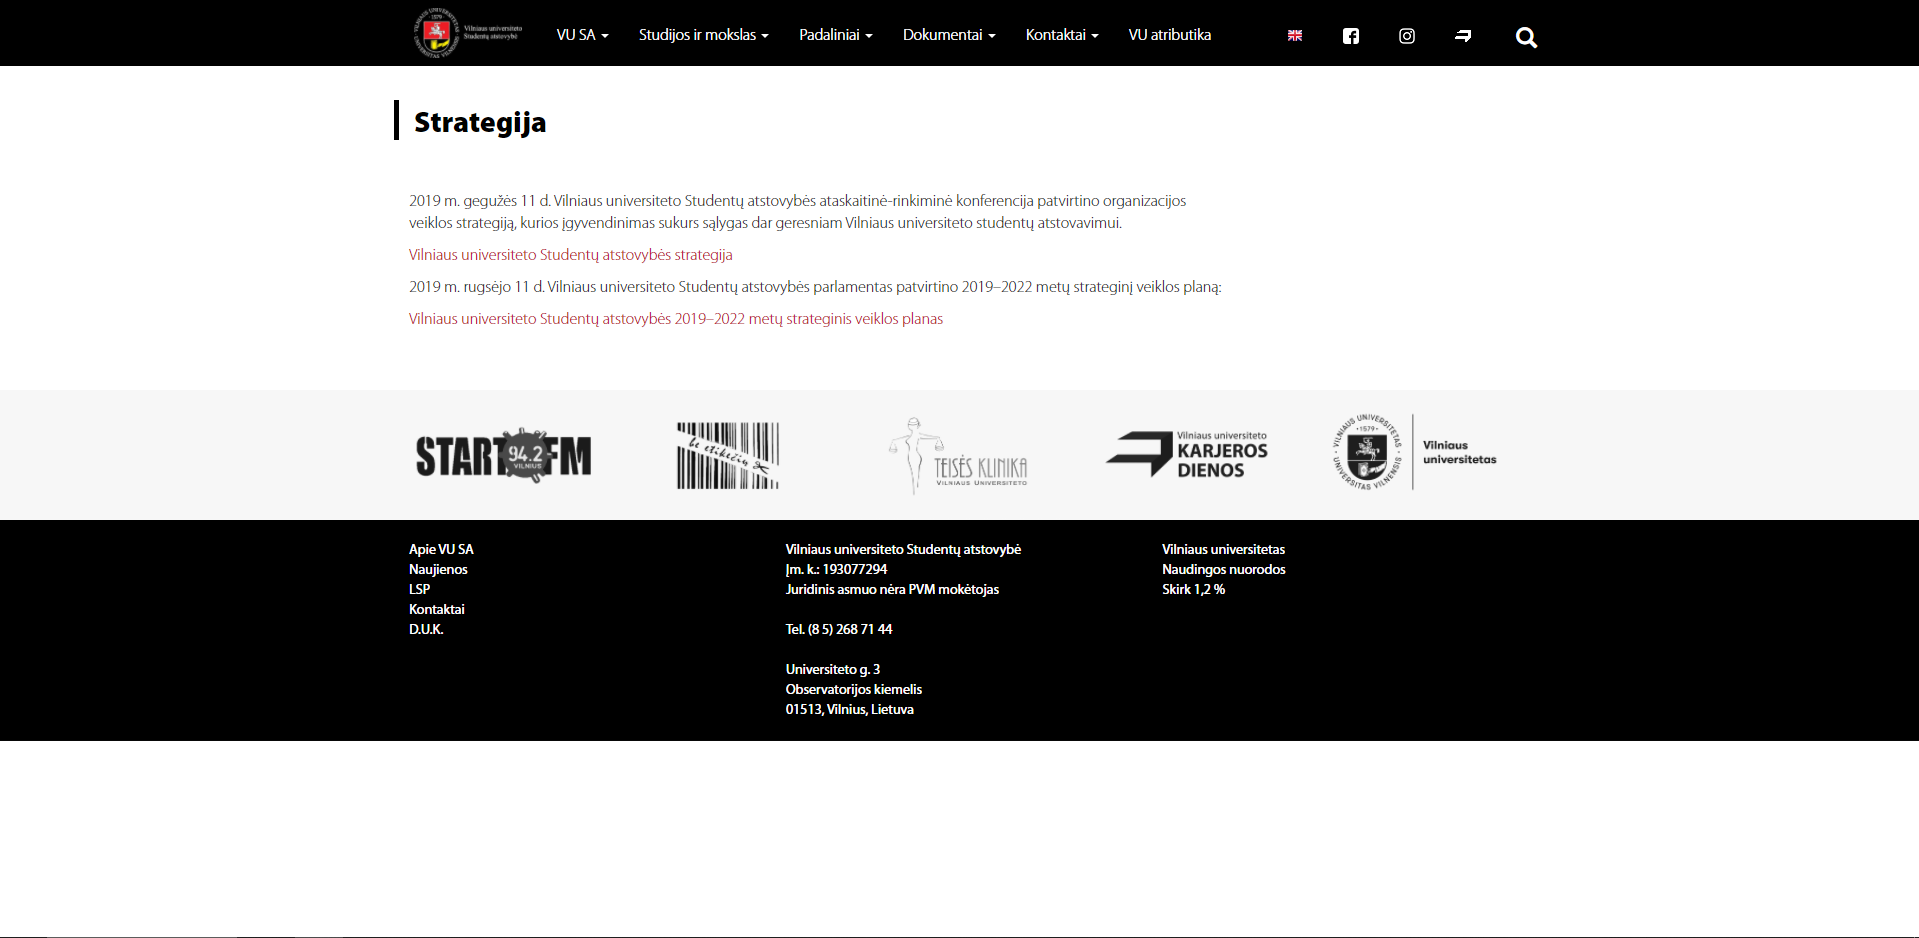 VILNIAUS UNIVERSITETAS
1579
UNIVERSITAS VILNENSIS
Vilniaus universiteto
Studentų atstovybė
VU SA
Studijos ir mokslas
Padaliniai
Dokumentai
Kontaktai
VU atributika
Strategija
2019 m. gegužės 11 d. Vilniaus universiteto Studentų atstovybės ataskaitinė-rinkiminė konferencija patvirtino organizacijos
veiklos strategiją, kurios įgyvendinimas sukurs sąlygas dar geresniam Vilniaus universiteto studentų atstovavimui.
Vilniaus universiteto Studentų atstovybės strategija
2019 m. rugsėjo 11 d. Vilniaus universiteto Studentų atstovybės parlamentas patvirtino 2019–2022 metų strateginį veiklos planą:
Vilniaus universiteto Studentų atstovybės 2019–2022 metų strateginis veiklos planas
START FM
94.2
VILNIUS
be etikečių
TEISĖS KLINIKA
VILNIAUS UNIVERSITETO
Vilniaus universiteto
KARJEROS
DIENOS
VILNIAUS UNIVERSITETAS
·1579·
UNIVERSITAS VILNENSIS
Vilniaus
universitetas
Apie VU SA
Naujienos
LSP
Kontaktai
D.U.K.
Vilniaus universiteto Studentų atstovybė
Įm. k.: 193077294
Juridinis asmuo nėra PVM mokėtojas
Tel. (8 5) 268 71 44
Universiteto g. 3
Observatorijos kiemelis
01513, Vilnius, Lietuva
Vilniaus universitetas
Naudingos nuorodos
Skirk 1,2 %